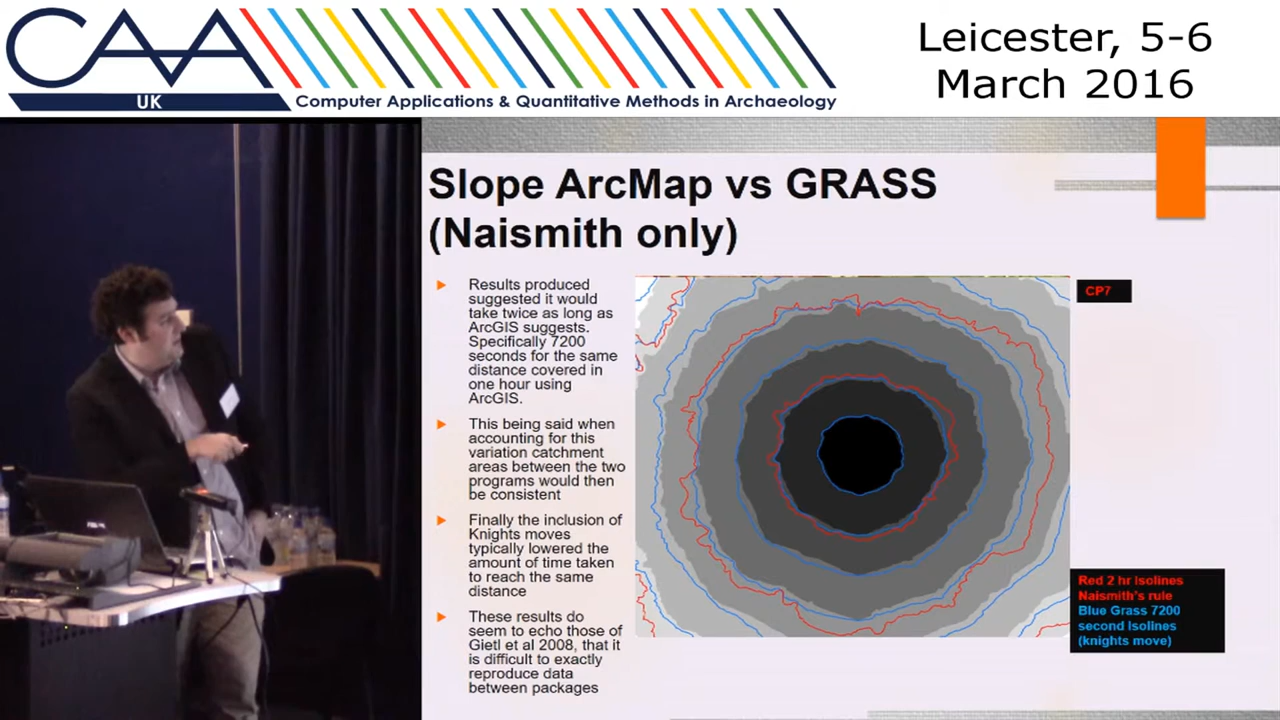 CAA
UK
Computer Applications & Quantitative Methods in Archaeology
Leicester, 5-6
March 2016
Slope ArcMap vs GRASS
(Naismith only)
Results produced
suggested it would
take twice as long as
ArcGIS suggests.
Specifically 7200
seconds for the same
distance covered in
one hour using
ArcGIS.
This being said when
accounting for this
variation catchment
areas between the two
programs would then
be consistent
Finally the inclusion of
Knights moves
typically lowered the
amount of time taken
to reach the same
distance
These results do
seem to echo those of
Gietl et al 2008, that it
is difficult to exactly
reproduce data
between packages
CP7
Red 2 hr Isolines
Naismith's rule
Blue Grass 7200
second Isolines
(knights move)